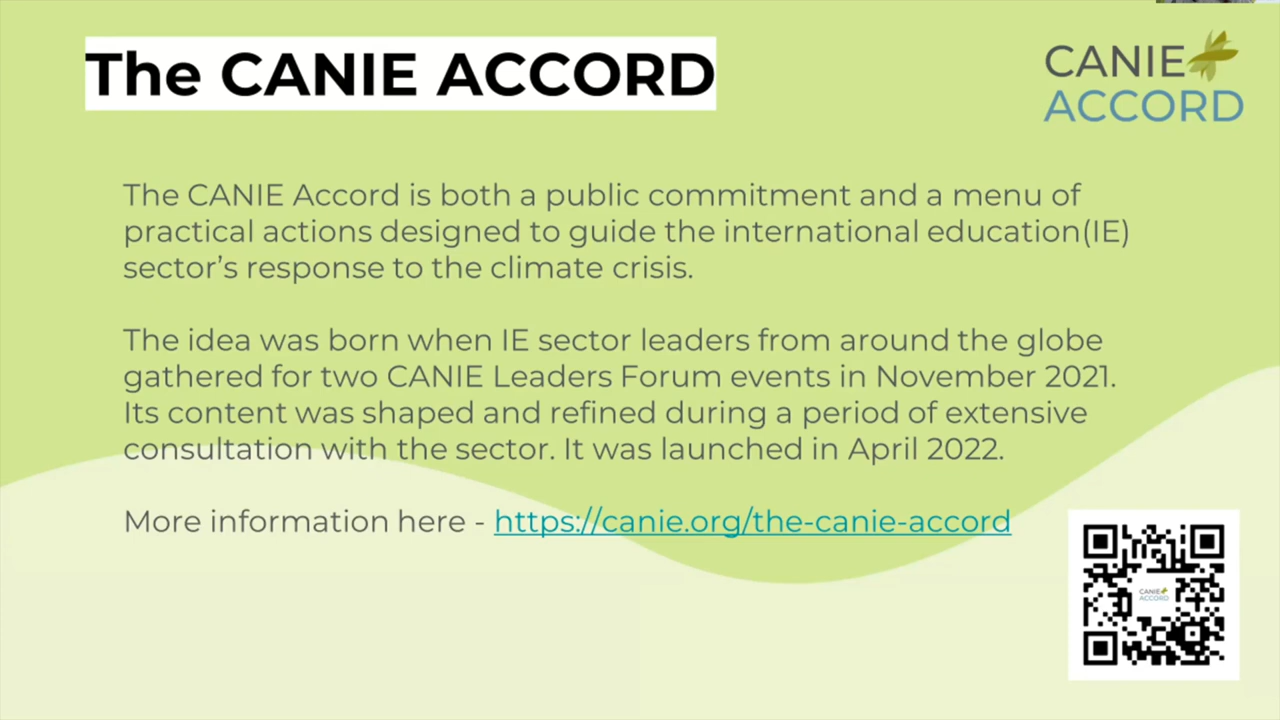 The CANIE ACCORD
CANIE
ACCORD
The CANIE Accord is both a public commitment and a menu of
practical actions designed to guide the international education(IE)
sector's response to the climate crisis.
The idea was born when IE sector leaders from around the globe
gathered for two CANIE Leaders Forum events in November 2021.
Its content was shaped and refined during a period of extensive
consultation with the sector. It was launched in April 2022.
More information here - https://canie.org/the-canie-accord
CANIE
ACCORD